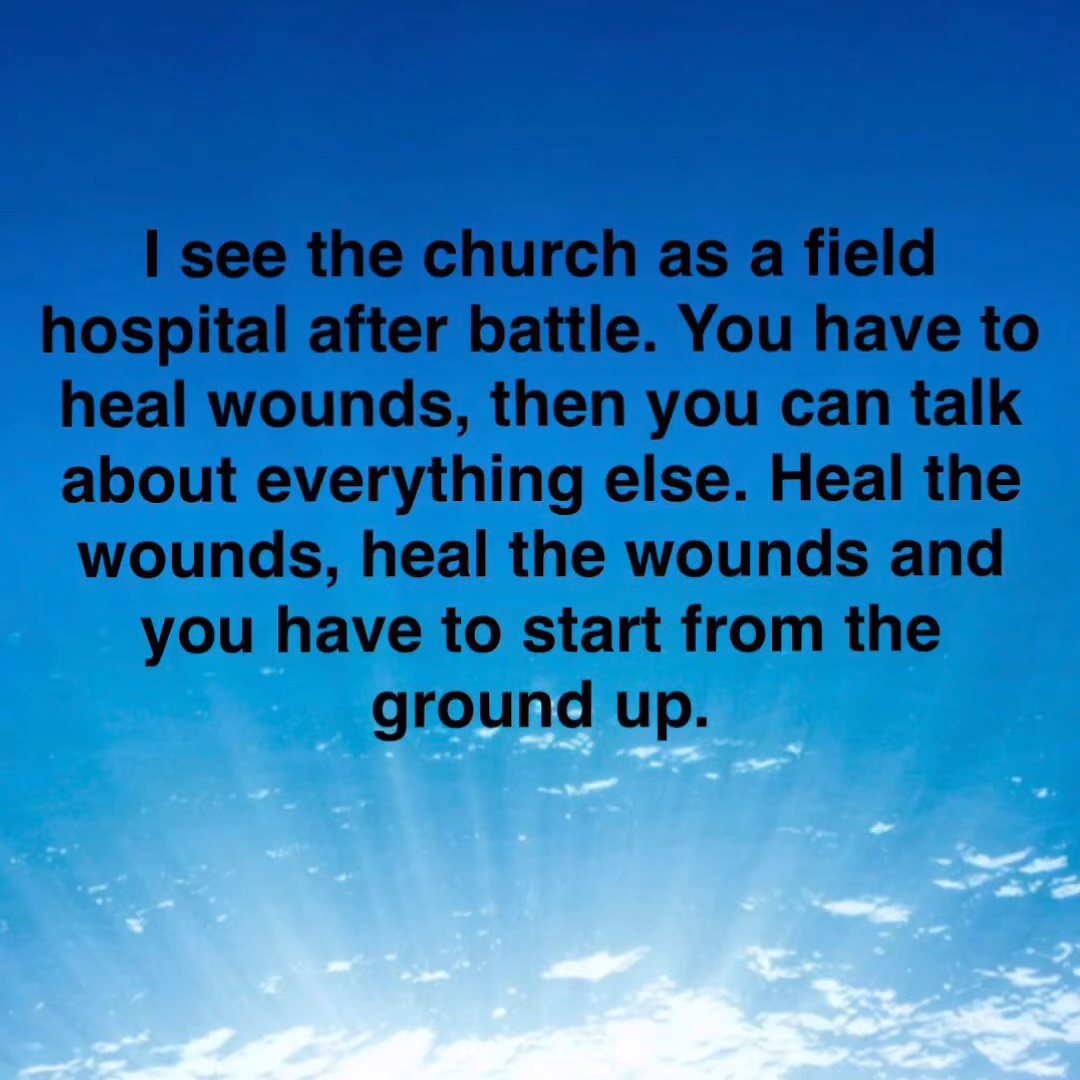 I see the church as a field
hospital after battle. You have to
heal wounds, then you can talk
about everything else. Heal the
wounds, heal the wounds and
you have to start from the
ground up.